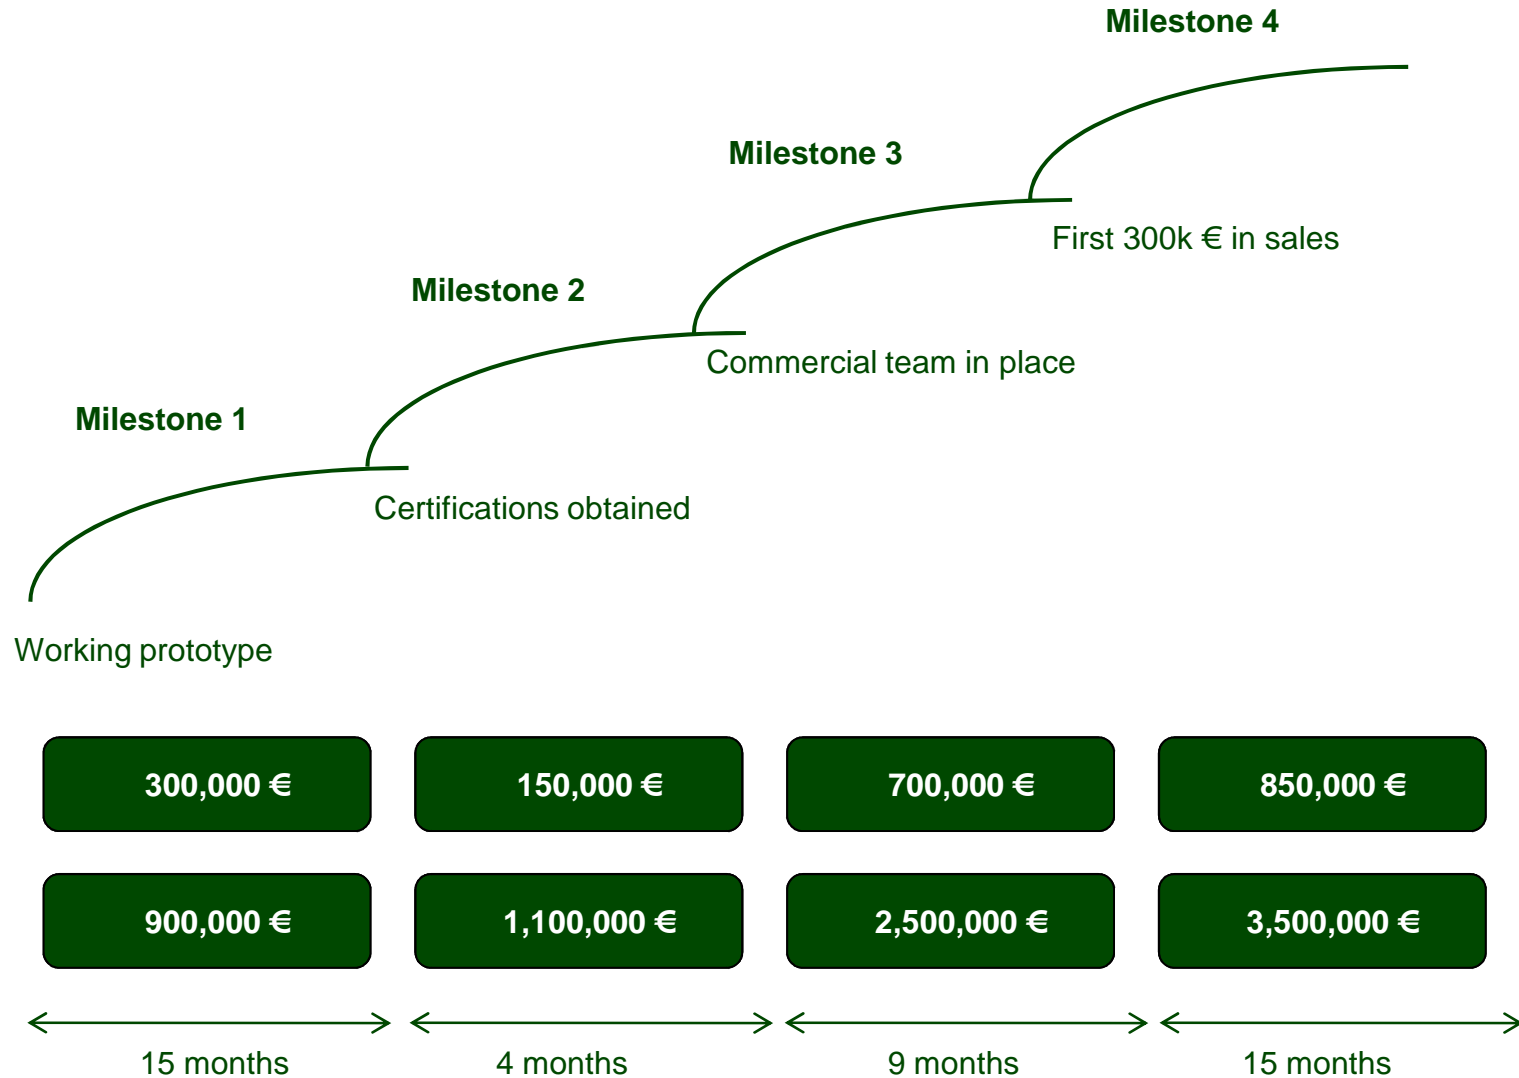 Milestone 4
Milestone 3
First 300k € in sales
Milestone 2
Commercial team in place
Milestone 1
Certifications obtained
Working prototype
300,000 €
150,000 €
700,000 €
850,000 €
900,000 €
1,100,000 €
2,500,000 €
3,500,000 €
15 months
4 months
9 months
15 months